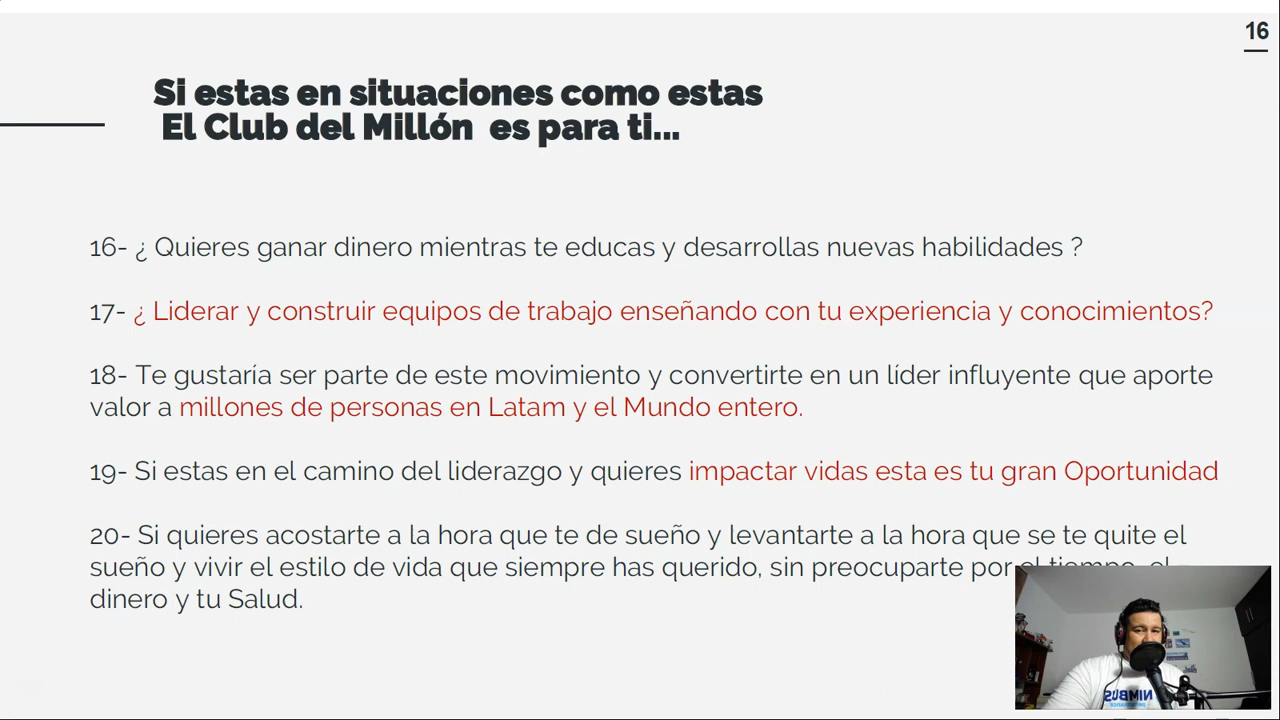 16
Si estas en situaciones como estas
El Club del Millón es para ti...
16- ¿ Quieres ganar dinero mientras te educas y desarrollas nuevas habilidades ?
17- ¿ Liderar y construir equipos de trabajo enseñando con tu experiencia y conocimientos?
18- Te gustaría ser parte de este movimiento y convertirte en un líder influyente que aporte
valor a millones de personas en Latam y el Mundo entero.
19- Si estas en el camino del liderazgo y quieres impactar vidas esta es tu gran Oportunidad
20- Si quieres acostarte a la hora que te de sueño y levantarte a la hora que se te quite el
sueño y vivir el estilo de vida que siempre has querido, sin preocuparte por el tiempo, el
dinero y tu Salud.
NIMBUS